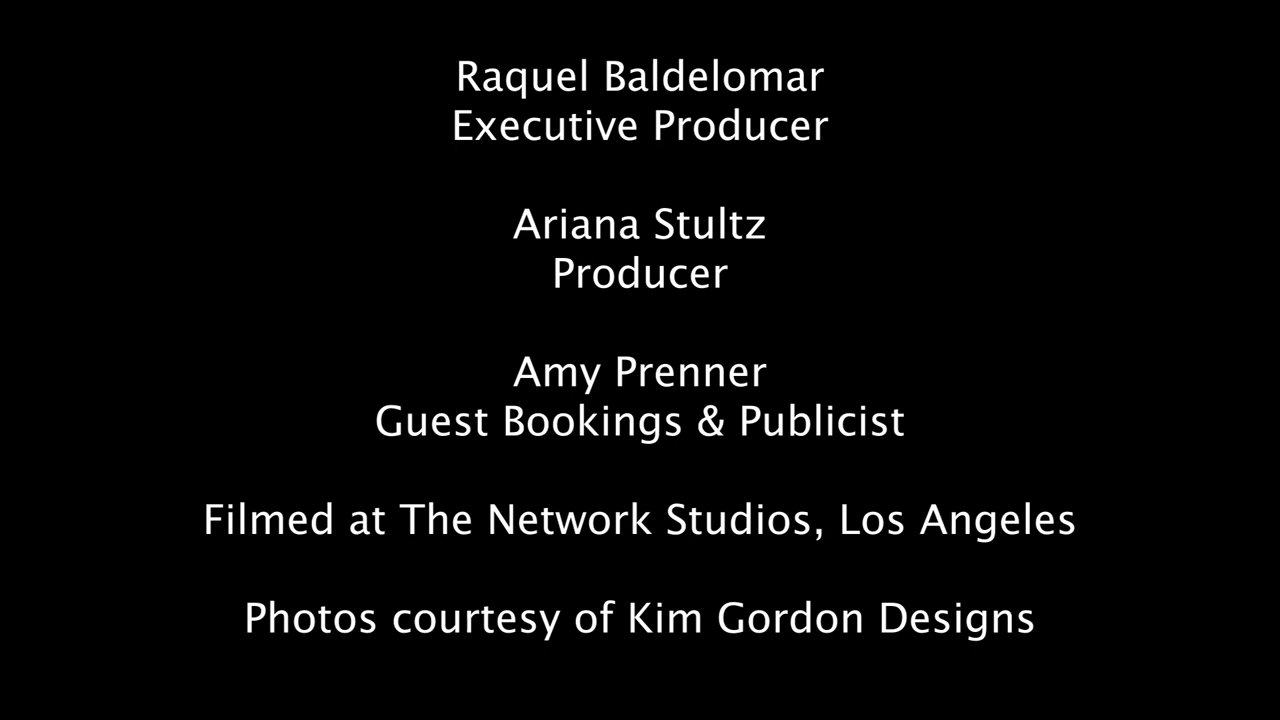 Raquel Baldelomar
Executive Producer
Ariana Stultz
Producer
Amy Prenner
Guest Bookings & Publicist
Filmed at The Network Studios, Los Angeles
Photos courtesy of Kim Gordon Designs